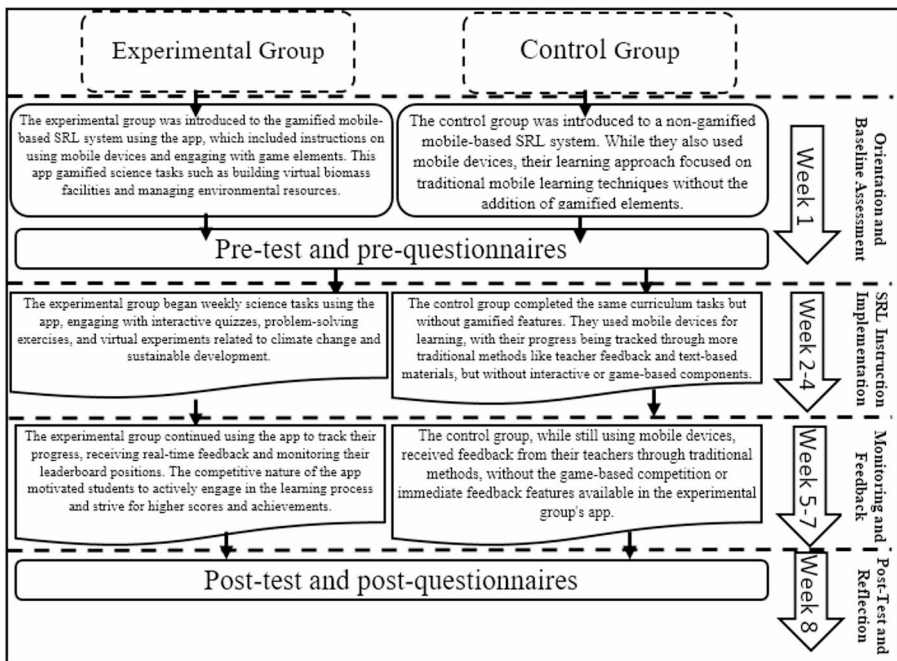 Experimental Group
Control Group
The experimental group was introduced to the gamified mobile-
based SRL system using the app, which included instructions on
using mobile devices and engaging with game elements. This
app gamified science tasks such as building virtual biomass
facilities and managing environmental resources.
The control group was introduced to a non-gamified
mobile-based SRL system. While they also used
mobile devices, their learning approach focused on
traditional mobile learning techniques without the
addition of gamified elements.
Week 1
Orientation and
Baseline Assessment
Pre-test and pre-questionnaires
The experimental group began weekly science tasks using the
app, engaging with interactive quizzes, problem-solving
exercises, and virtual experiments related to climate change and
sustainable development.
The control group completed the same curriculum tasks but
without gamified features. They used mobile devices for
learning, with their progress being tracked through more
traditional methods like teacher feedback and text-based
materials, but without interactive or game-based components.
Week 2-4
SRL Instruction
Implementation
The experimental group continued using the app to track their
progress, receiving real-time feedback and monitoring their
leaderboard positions. The competitive nature of the app
motivated students to actively engage in the learning process
and strive for higher scores and achievements.
The control group, while still using mobile devices,
received feedback from their teachers through traditional
methods, without the game-based competition or
immediate feedback features available in the experimental
group's app.
Week 5-7
Monitoring and
Feedback
Post-test and post-questionnaires
Week 8
Post-Test and
Reflection